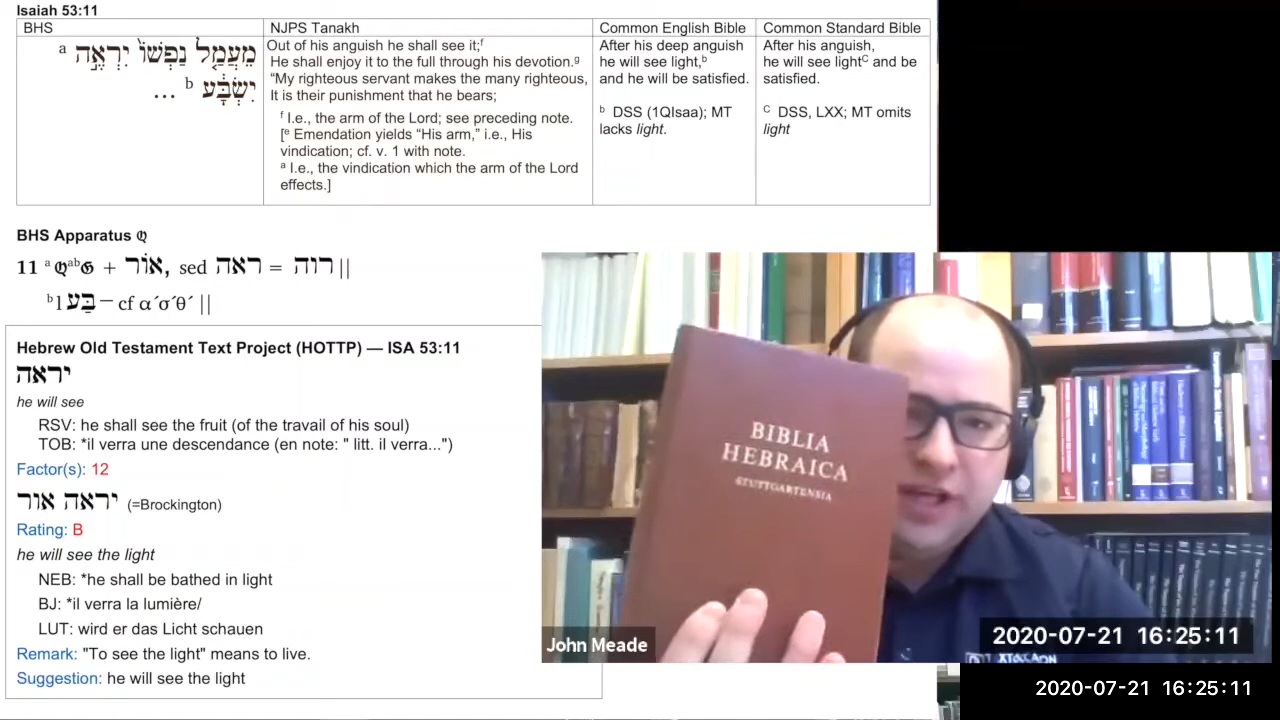 Isaiah 53:11
BHS
NJPS Tanakh
Common English Bible
Common Standard Bible
מֵעֲמַ֤ל נַפְשׁוֹ֙ יִרְאֶ֣ה a
יִשְׂבָּ֔ע b ...
Out of his anguish he shall see it;f
He shall enjoy it to the full through his devotion.g
“My righteous servant makes the many righteous,
It is their punishment that he bears;
f I.e., the arm of the Lord; see preceding note.
[e Emendation yields “His arm,” i.e., His
vindication; cf. v. 1 with note.
a I.e., the vindication which the arm of the Lord
effects.]
After his deep anguish
he will see light,b
and he will be satisfied.
b DSS (1QIsaa); MT
lacks light.
After his anguish,
he will see lightC and be
satisfied.
C DSS, LXX; MT omits
light
BHS Apparatus 𝕼
11 a 𝕼ab𝕲 + אוֹר, sed ראה = רוה ||
b l בַּע– cf α´σ´θ´ ||
Hebrew Old Testament Text Project (HOTTP) — ISA 53:11
יראה
he will see
RSV: he shall see the fruit (of the travail of his soul)
TOB: *il verra une descendance (en note: " litt. il verra...")
Factor(s): 12
יראה אור (=Brockington)
Rating: B
he will see the light
NEB: *he shall be bathed in light
BJ: *il verra la lumière/
LUT: wird er das Licht schauen
Remark: "To see the light" means to live.
Suggestion: he will see the light
BIBLIA
HEBRAICA
STUTTGARTENSIA
John Meade
2020-07-21 16:25:11
2020-07-21 16:25:11